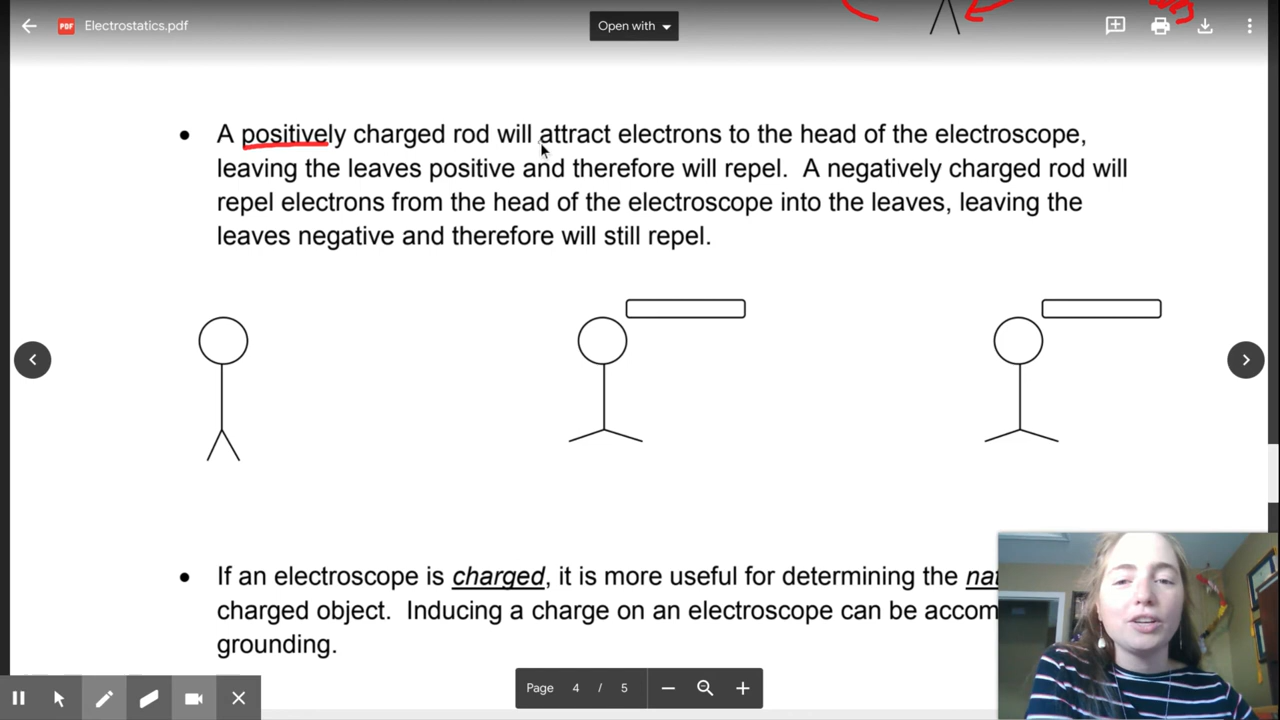 Electrostatics.pdf
PDF
Open with
• A positively charged rod will attract electrons to the head of the electroscope,
leaving the leaves positive and therefore will repel. A negatively charged rod will
repel electrons from the head of the electroscope into the leaves, leaving the
leaves negative and therefore will still repel.
• If an electroscope is charged, it is more useful for determining the nat
charged object. Inducing a charge on an electroscope can be accom
grounding.
Page 4 / 5